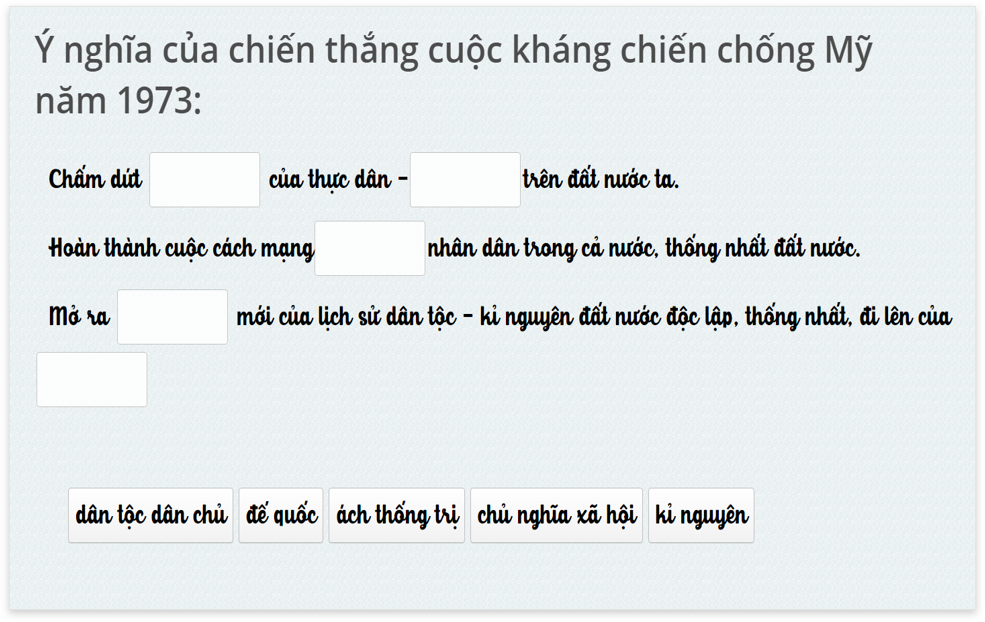 Ý nghĩa của chiến thắng cuộc kháng chiến chống Mỹ
năm 1973:
Chấm dứt của thực dân - trên đất nước ta.
Hoàn thành cuộc cách mạng nhân dân trong cả nước, thống nhất đất nước.
Mở ra mới của lịch sử dân tộc - kỉ nguyên đất nước độc lập, thống nhất, đi lên của
dân tộc dân chủ đế quốc ách thống trị chủ nghĩa xã hội kỉ nguyên